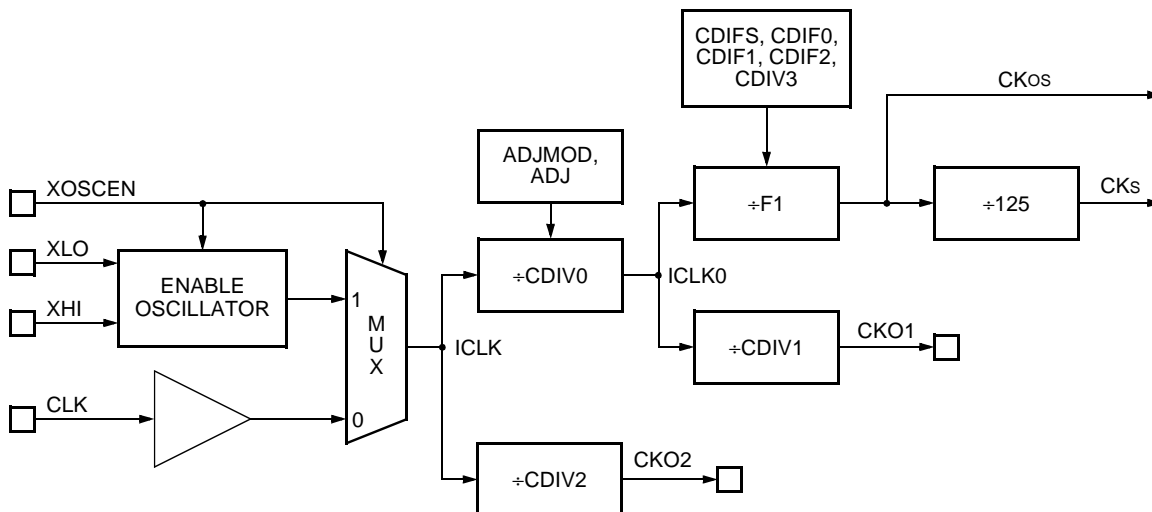 CDIFS, CDIF0,
CDIF1, CDIF2,
CDIV3
CKOS
ADJMOD,
ADJ
XOSCEN
÷F1
÷125
CKS
XLO
ENABLE
OSCILLATOR
1
÷CDIV0
ICLK0
XHI
MUX
ICLK
÷CDIV1
CKO1
CLK
0
÷CDIV2
CKO2